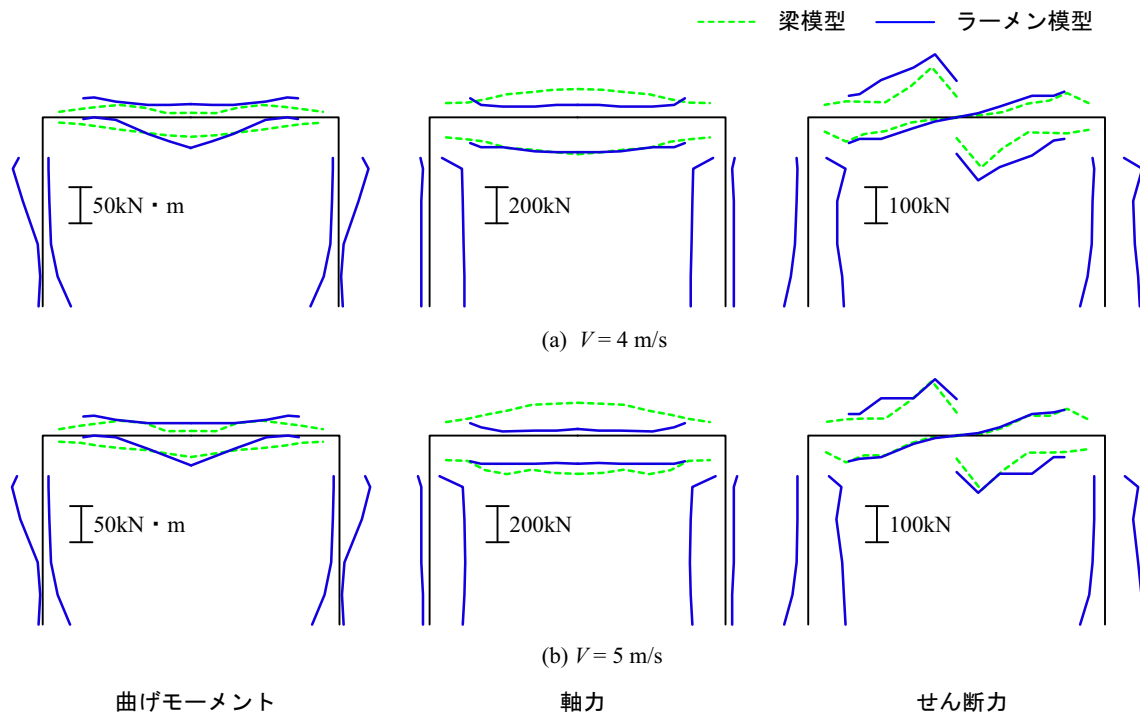 梁模型 ラーメン模型
50kN・m 200kN 100kN
(a) V = 4 m/s
50kN・m 200kN 100kN
(b) V = 5 m/s
曲げモーメント 軸力 せん断力